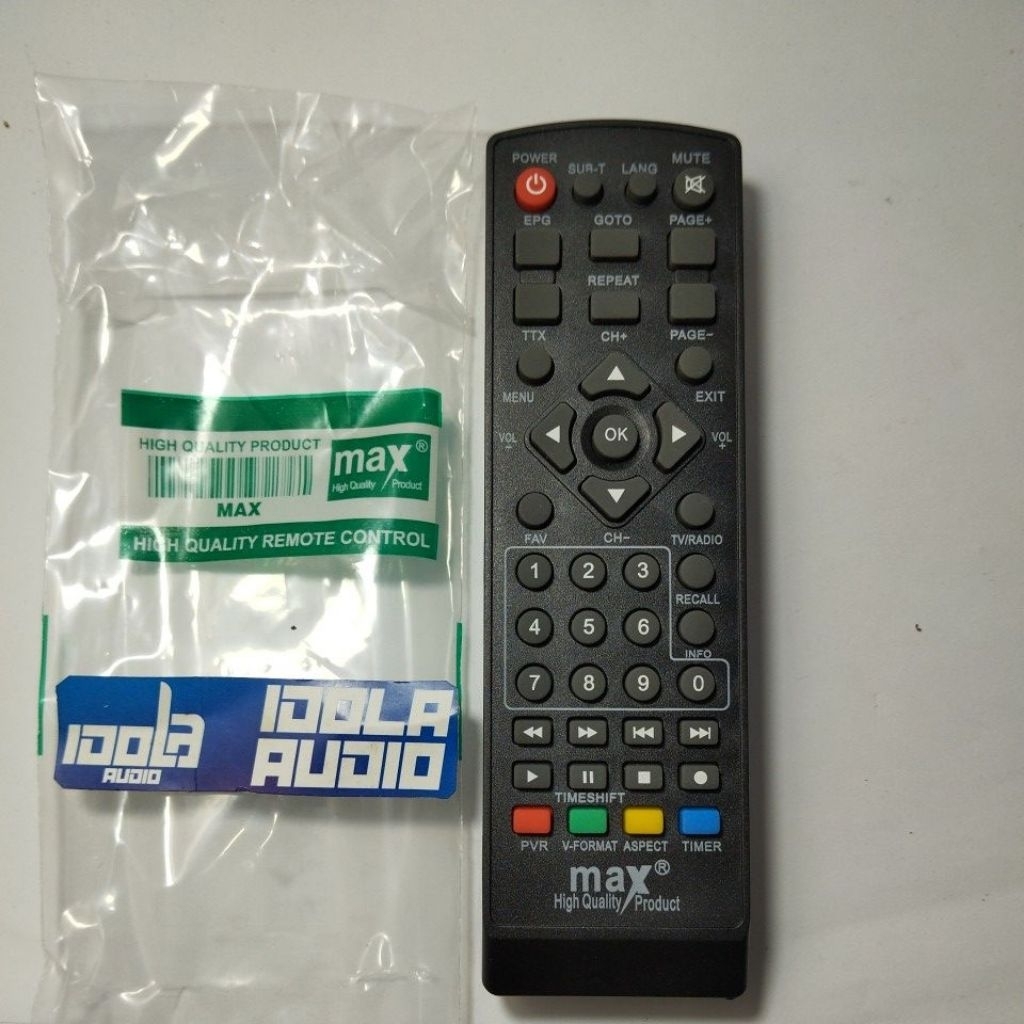 HIGH QUALITY PRODUCT
max®
High Quality Product
MAX
HIGH QUALITY REMOTE CONTROL
IDOLA
AUDIO
IDOLA
AUDIO
POWER SUB-T LANG MUTE
EPG GOTO PAGE+
REPEAT
TTX CH+ PAGE-
MENU EXIT
VOL - OK VOL +
FAV CH- TV/RADIO
1 2 3
RECALL
4 5 6
INFO
7 8 9 0
TIMESHIFT
PVR V-FORMAT ASPECT TIMER
max®
High Quality Product